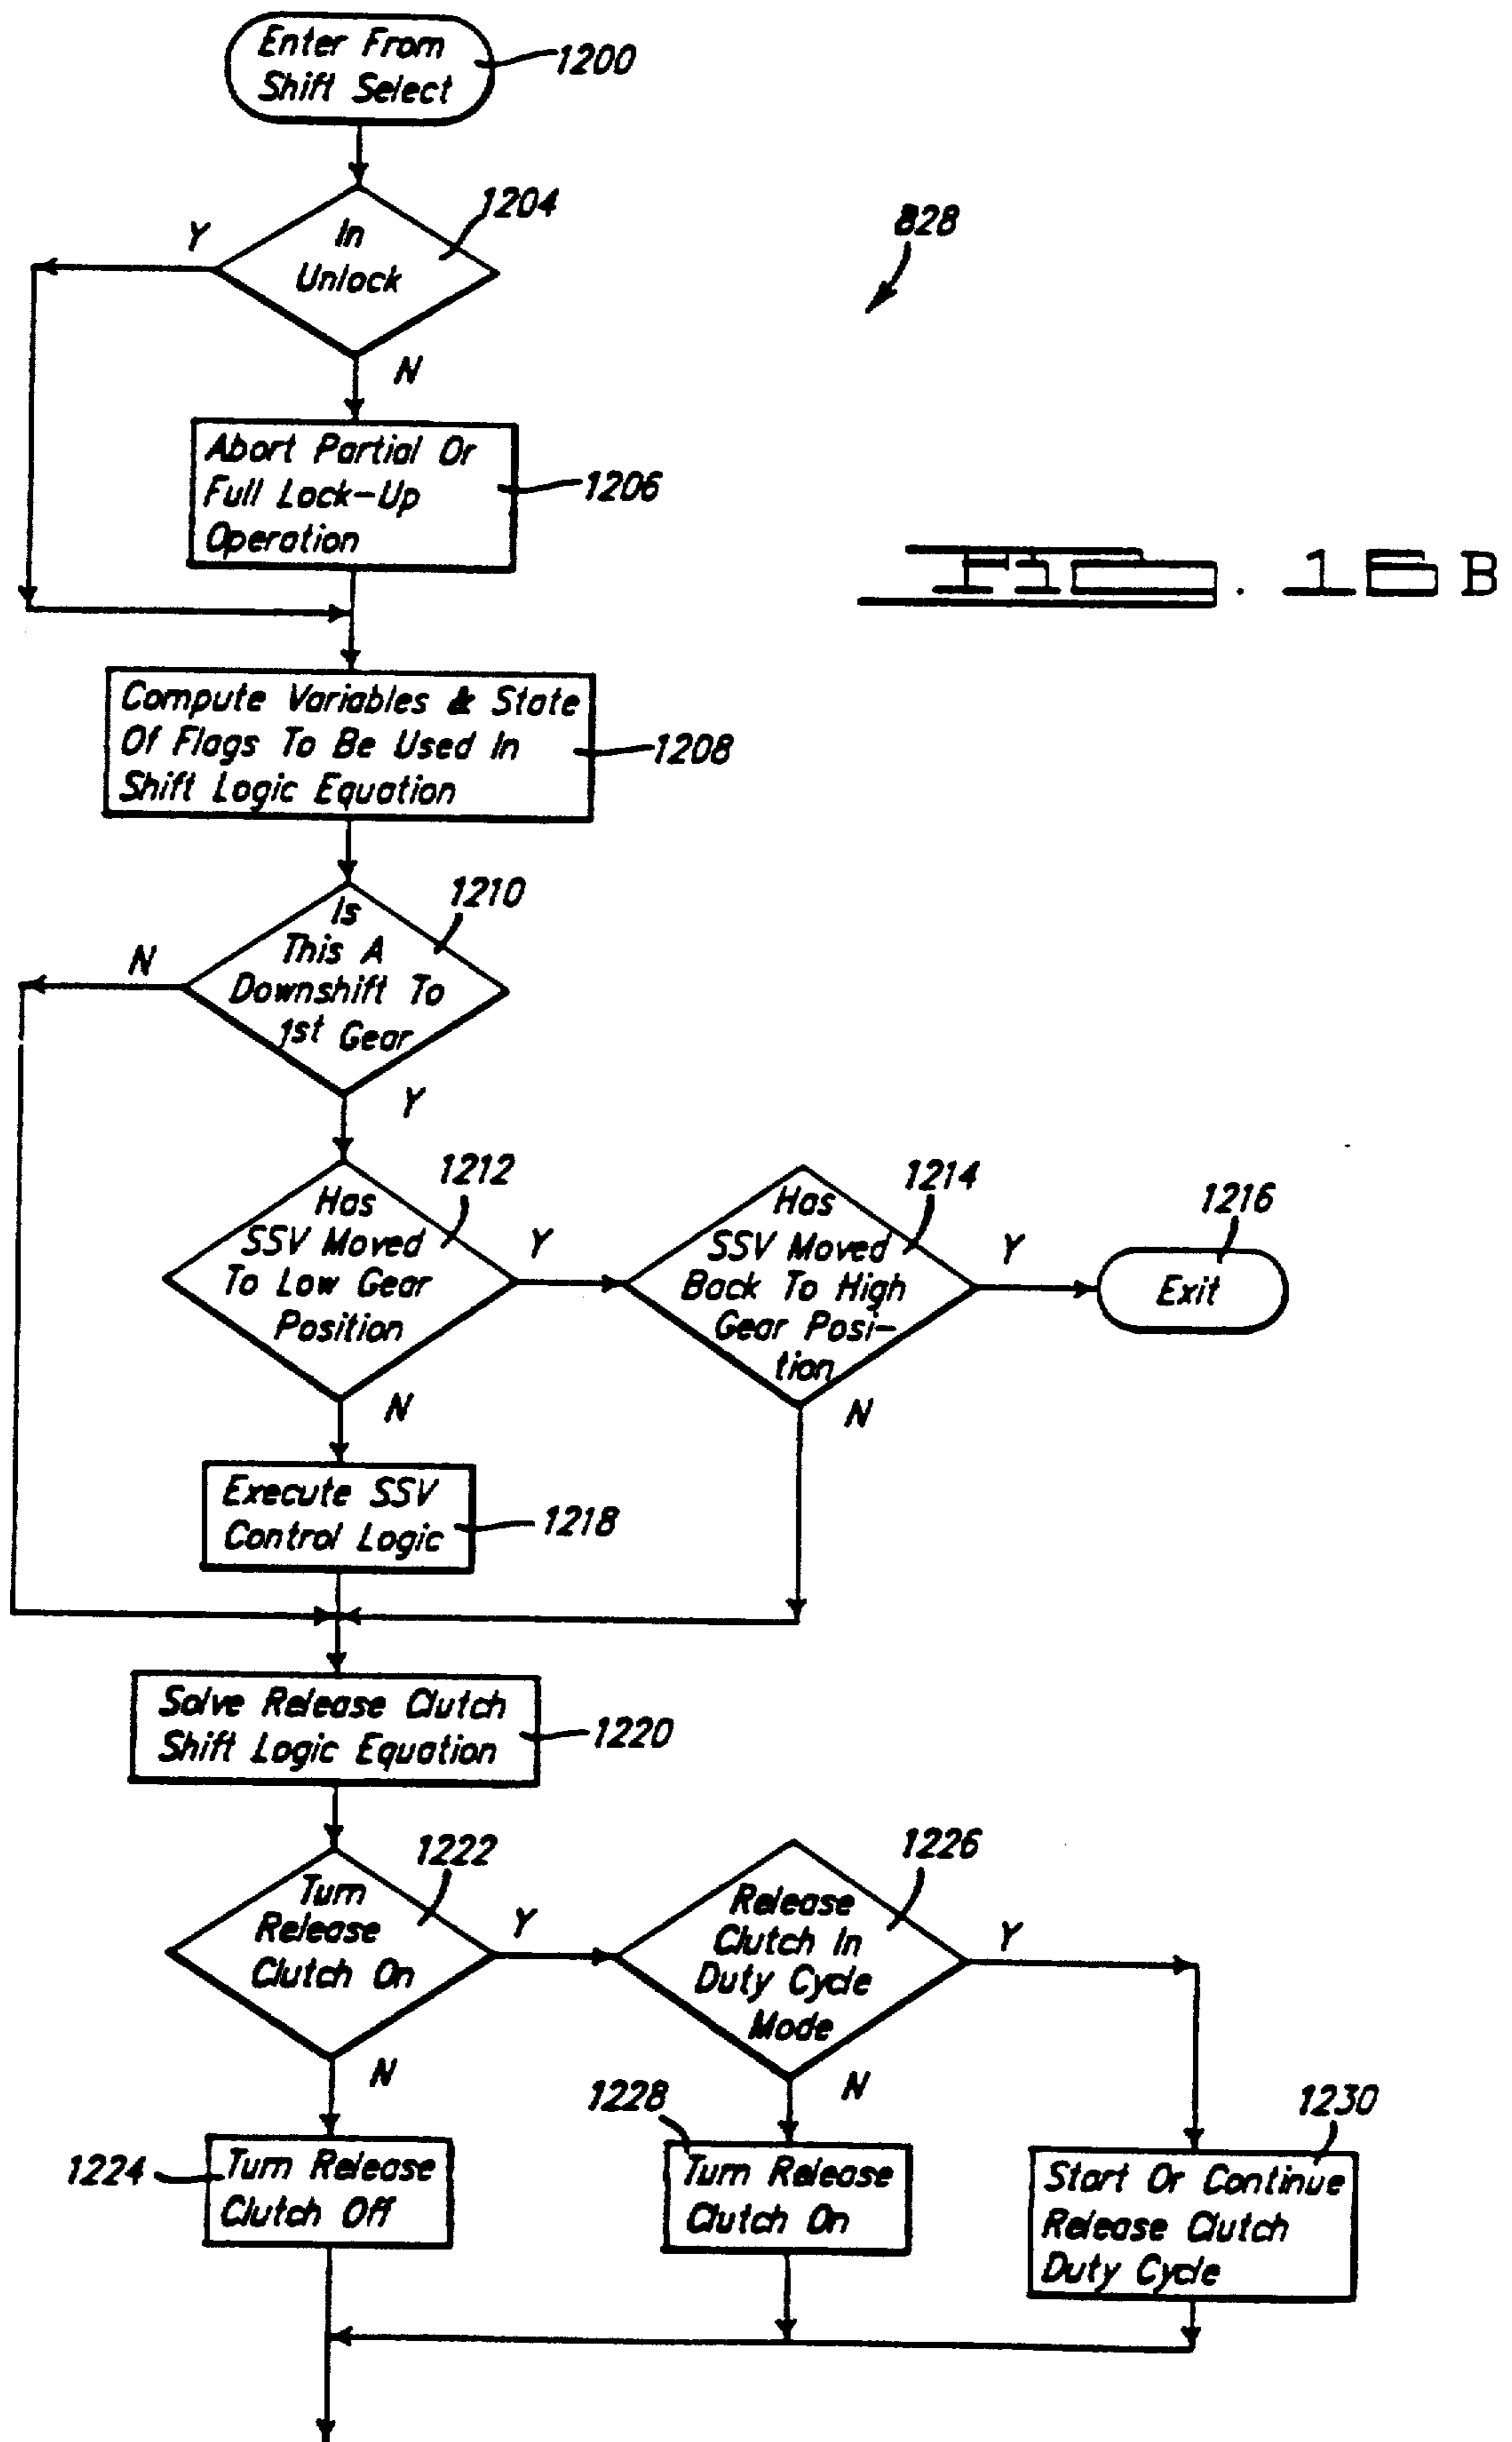 Enter From
Shift Select
1200
1204
In
Unlock
Y
N
828
Abort Partial Or
Full Lock-Up
Operation
1206
FIG. 16 B
Compute Variables & State
Of Flags To Be Used In
Shift Logic Equation
1208
1210
Is
This A
Downshift To
1st Gear
N
Y
1212
Has
SSV Moved
To Low Gear
Position
Y
N
1214
Has
SSV Moved
Back To High
Gear Posi-
tion
Y
N
1216
Exit
Execute SSV
Control Logic
1218
Solve Release Clutch
Shift Logic Equation
1220
1222
Turn
Release
Clutch On
Y
N
1226
Release
Clutch In
Duty Cycle
Mode
Y
N
1224
Turn Release
Clutch Off
1228
Turn Release
Clutch On
1230
Start Or Continue
Release Clutch
Duty Cycle